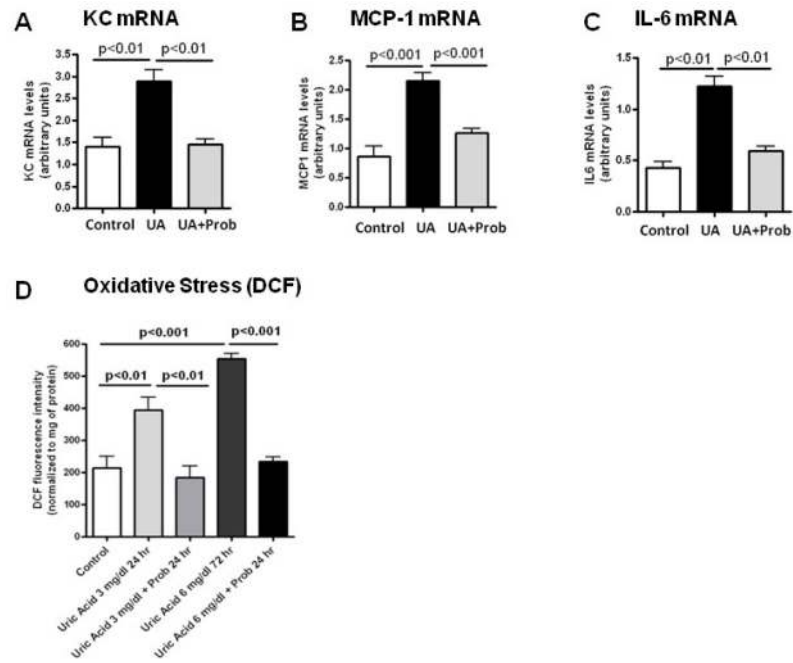 A
KC mRNA
p<0.01
p<0.01
KC mRNA levels
(arbitrary units)
3.5
3.0
2.5
2.0
1.5
1.0
0.5
0.0
Control
UA
UA+Prob
B
MCP-1 mRNA
p<0.001
p<0.001
MCP1 mRNA levels
(arbitrary units)
2.5
2.0
1.5
1.0
0.5
0.0
Control
UA
UA+Prob
C
IL-6 mRNA
p<0.01
p<0.01
IL6 mRNA levels
(arbitrary units)
1.5
1.0
0.5
0.0
Control
UA
UA+Prob
D
Oxidative Stress (DCF)
p<0.001
p<0.001
p<0.01
p<0.01
DCF fluorescence intensity
(normalized to mg of protein)
600
500
400
300
200
100
0
Control
Uric Acid 3 mg/dl 24 hr
Uric Acid 3 mg/dl + Prob 24 hr
Uric Acid 6 mg/dl 72 hr
Uric Acid 6 mg/dl + Prob 24 hr